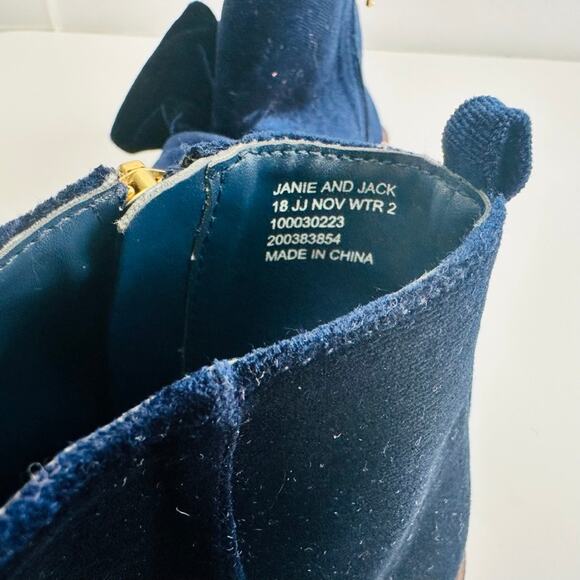 JANIE AND JACK
18 JJ NOV WTR 2
100030223
200383854
MADE IN CHINA